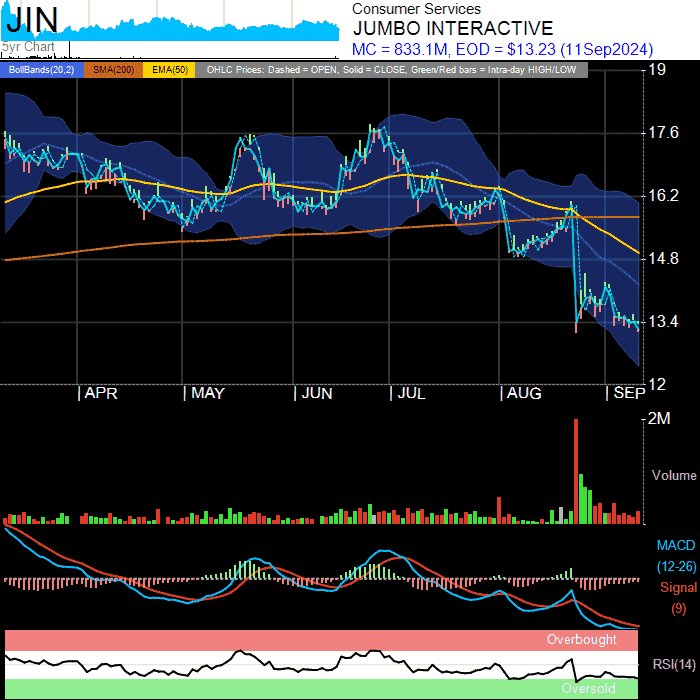 JIN
5yr Chart
Consumer Services
JUMBO INTERACTIVE
MC = 833.1M, EOD = $13.23 (11Sep2024)
BollBands(20,2) SMA(200) EMA(50) OHLC Prices: Dashed = OPEN, Solid = CLOSE, Green/Red bars = Intra-day HIGH/LOW
19
17.6
16.2
14.8
13.4
12
APR MAY JUN JUL AUG SEP
2M
Volume
MACD
(12-26)
Signal
(9)
Overbought
RSI(14)
Oversold